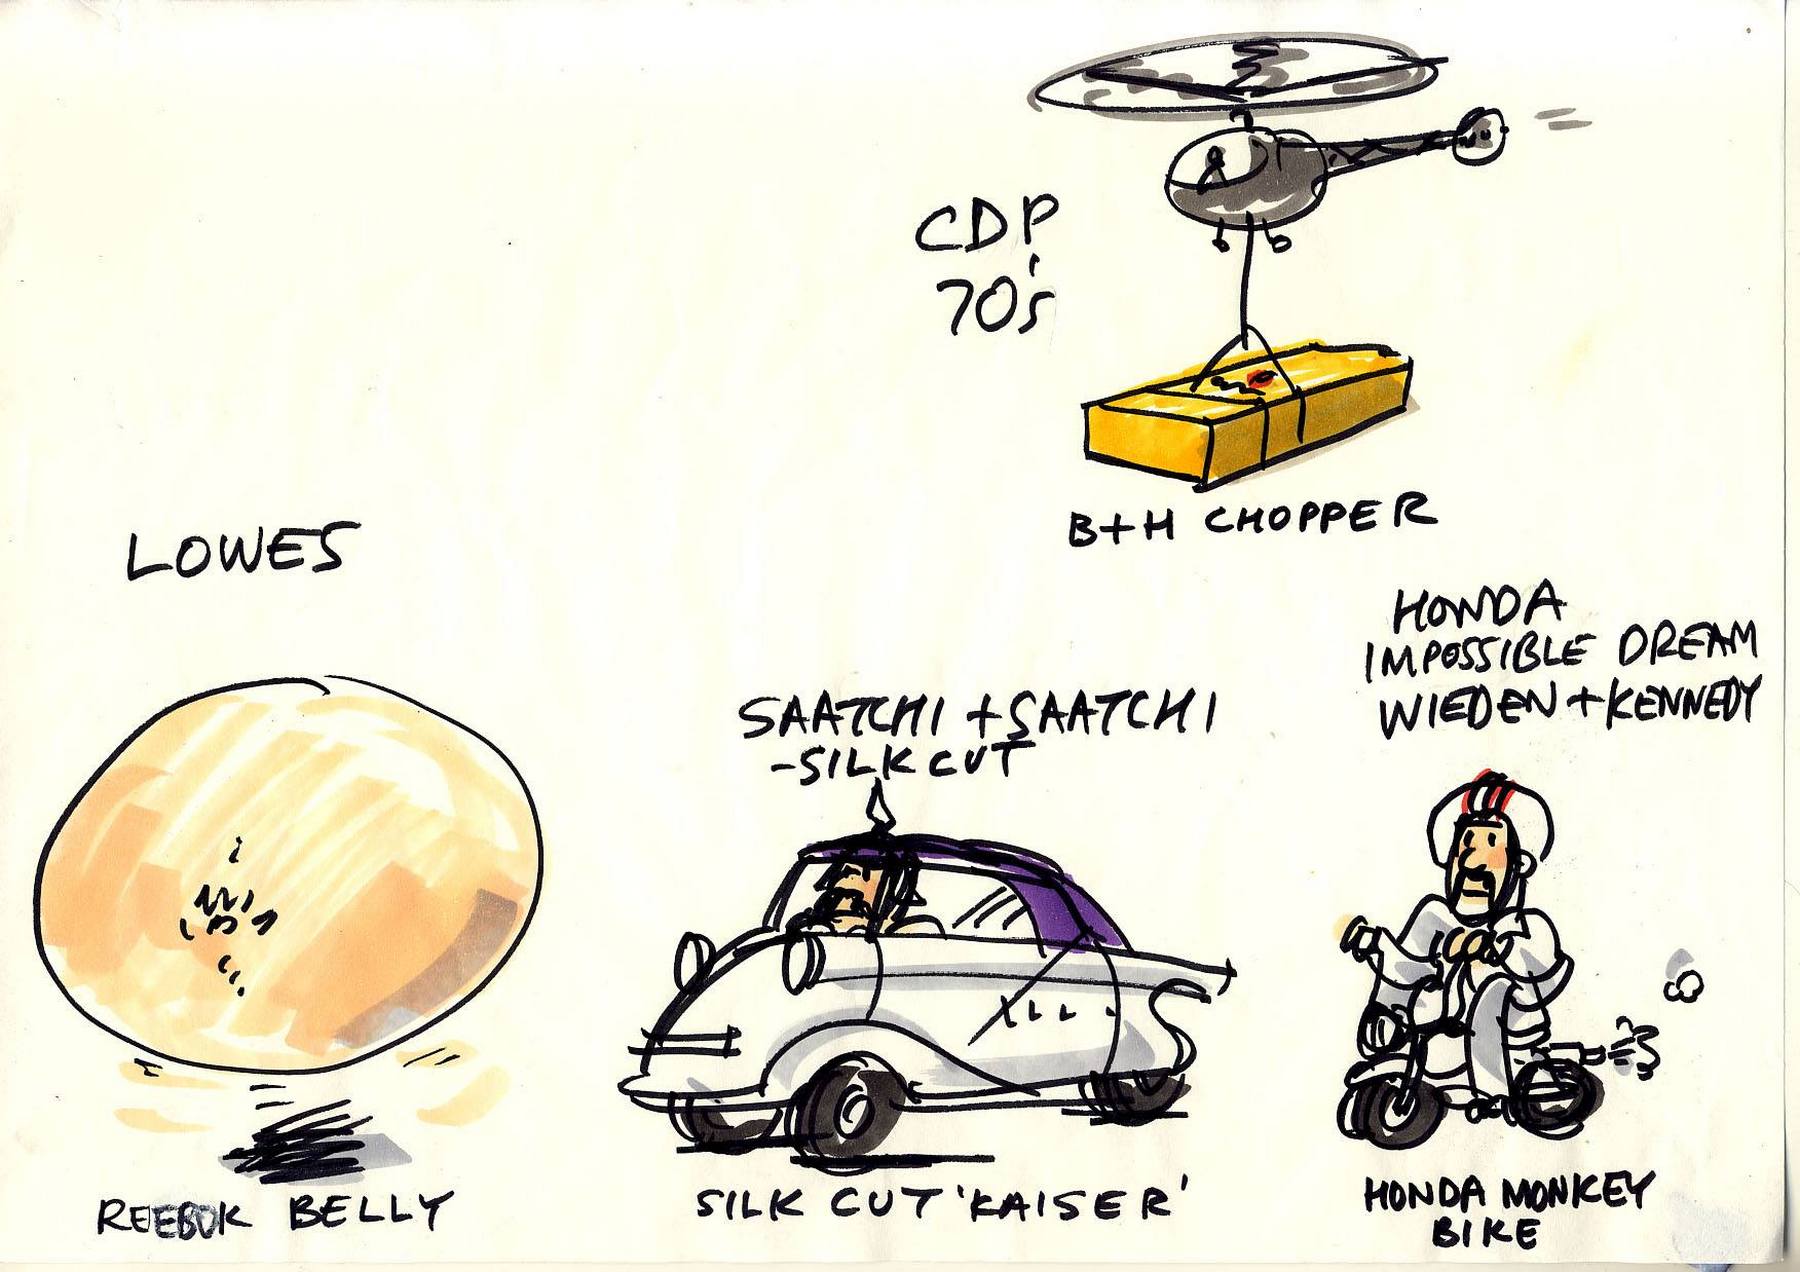 CDP
70's
B+H CHOPPER
LOWES
HONDA
IMPOSSIBLE DREAM
WIEDEN+KENNEDY
SAATCHI +SAATCHI
-SILK CUT
REEBOK BELLY
SILK CUT 'KAISER'
HONDA MONKEY
BIKE